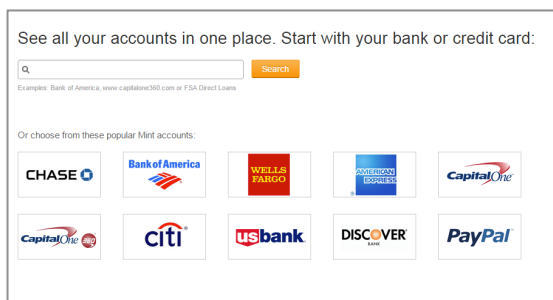 See all your accounts in one place. Start with your bank or credit card:
Search
Examples: Bank of America, www.capitalone360.com or FSA Direct Loans
Or choose from these popular Mint accounts:
CHASE
Bank of America
WELLS
FARGO
AMERICAN
EXPRESS
Capital One
Capital One 360
citi
usbank
DISCOVER
BANK
PayPal